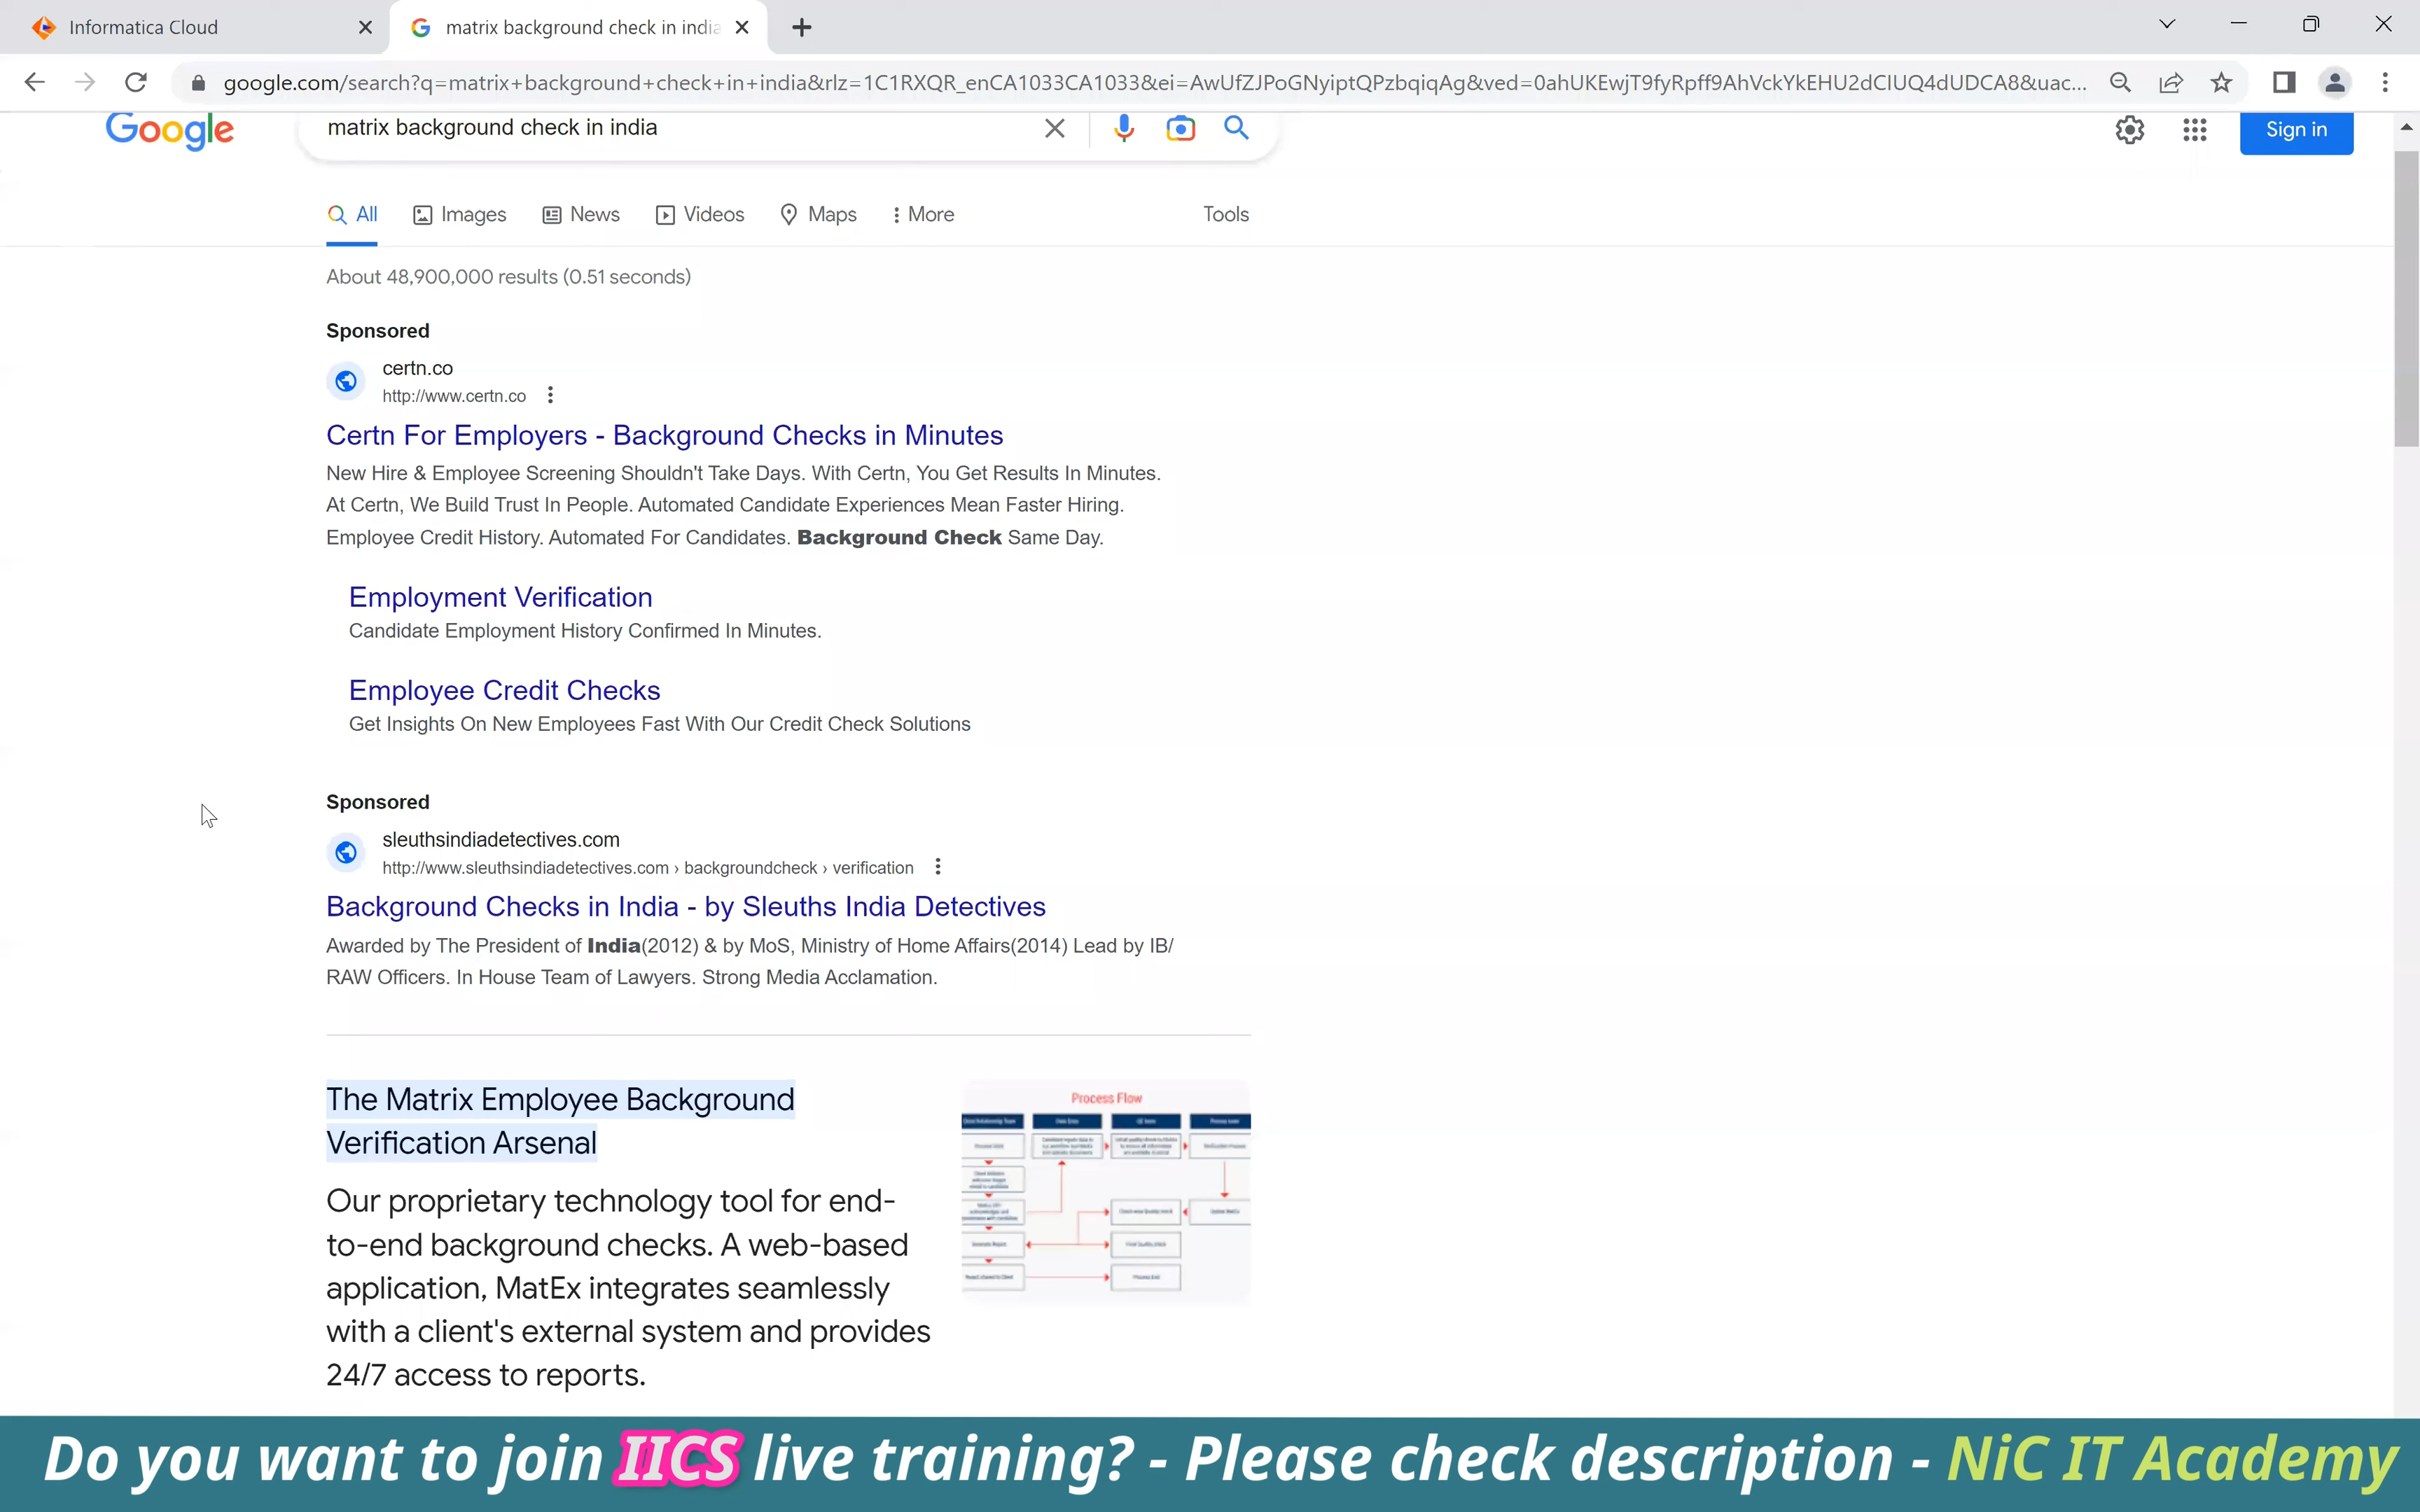 Informatica Cloud
matrix background check in india
google.com/search?q=matrix+background+check+in+india&rlz=1C1RXQR_enCA1033CA1033&ei=AwUfZJPoGNyiptQPzbqiqAg&ved=0ahUKEwjT9fyRpff9AhVckYkEHU2dCIUQ4dUDCA8&uac...
Google
matrix background check in india
Sign in
All Images News Videos Maps More Tools
About 48,900,000 results (0.51 seconds)
Sponsored
certn.co
http://www.certn.co
Certn For Employers - Background Checks in Minutes
New Hire & Employee Screening Shouldn't Take Days. With Certn, You Get Results In Minutes.
At Certn, We Build Trust In People. Automated Candidate Experiences Mean Faster Hiring.
Employee Credit History. Automated For Candidates. Background Check Same Day.
Employment Verification
Candidate Employment History Confirmed In Minutes.
Employee Credit Checks
Get Insights On New Employees Fast With Our Credit Check Solutions
Sponsored
sleuthsindiadetectives.com
http://www.sleuthsindiadetectives.com › backgroundcheck › verification
Background Checks in India - by Sleuths India Detectives
Awarded by The President of India(2012) & by MoS, Ministry of Home Affairs(2014) Lead by IB/
RAW Officers. In House Team of Lawyers. Strong Media Acclamation.
The Matrix Employee Background
Verification Arsenal
Our proprietary technology tool for end-
to-end background checks. A web-based
application, MatEx integrates seamlessly
with a client's external system and provides
24/7 access to reports.
Process Flow
Do you want to join IICS live training? - Please check description - NiC IT Academy